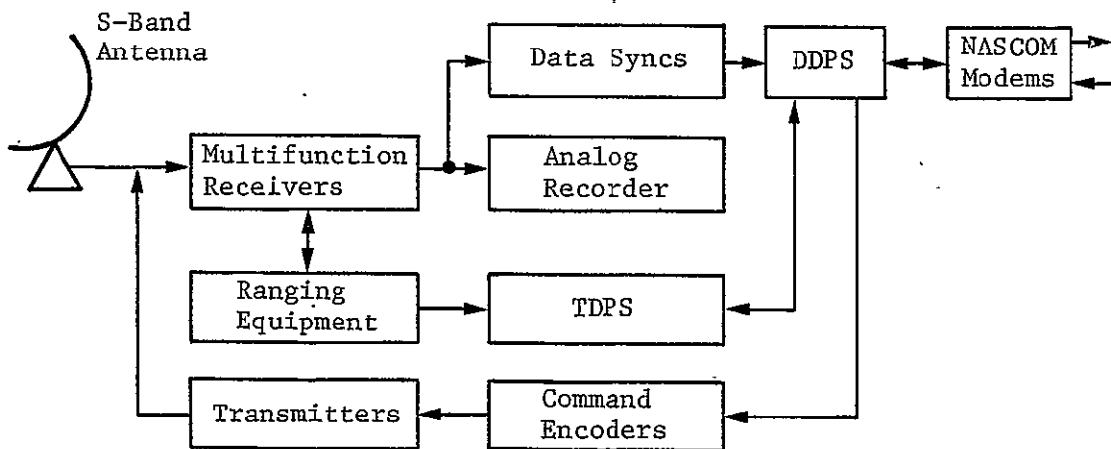 S-Band
Antenna
Data Syncs
DDPS
NASCOM
Modems
Multifunction
Receivers
Analog
Recorder
Ranging
Equipment
TDPS
Transmitters
Command
Encoders